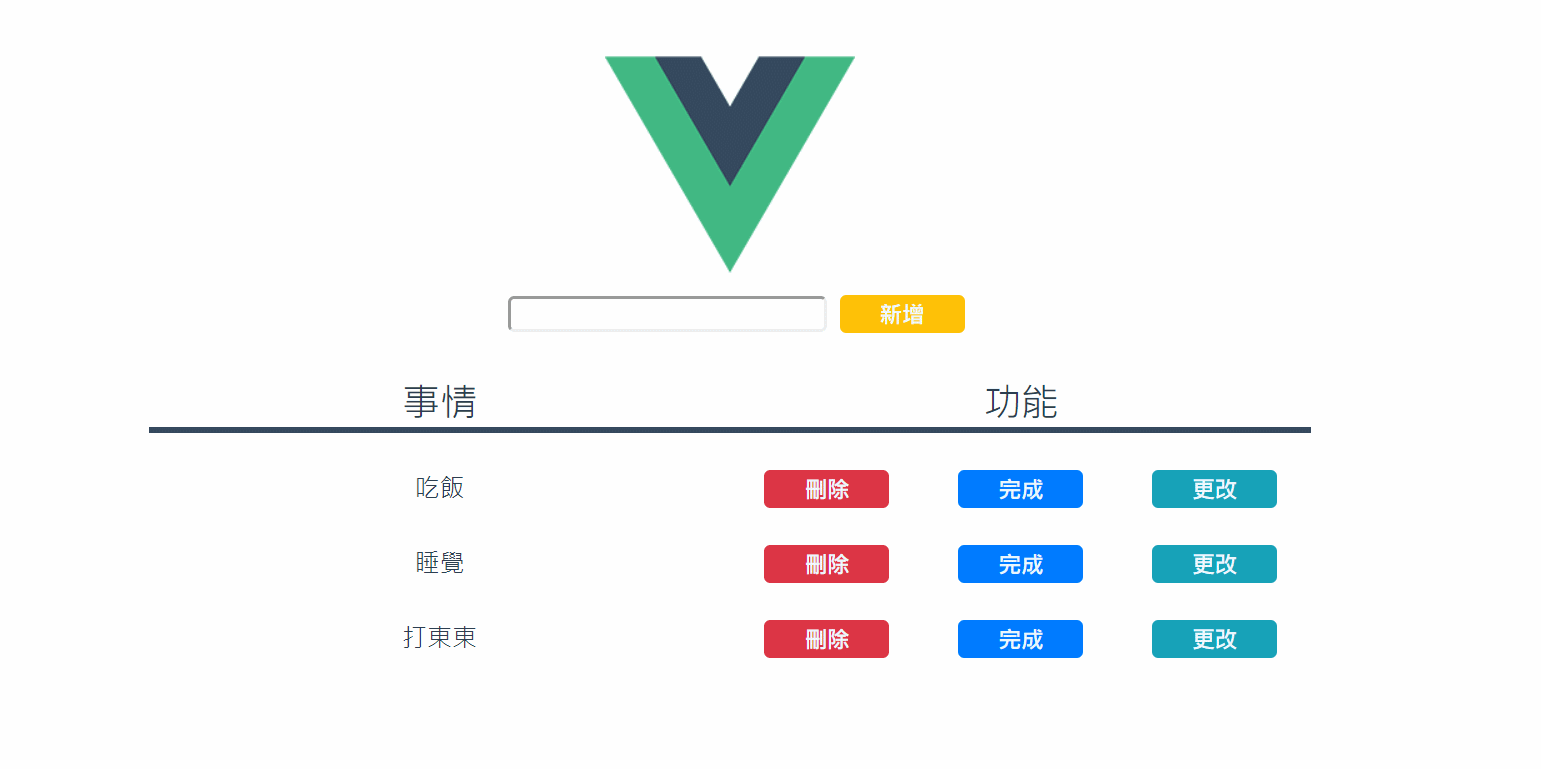 新增
事情 功能
吃飯 刪除 完成 更改
睡覺 刪除 完成 更改
打東東 刪除 完成 更改